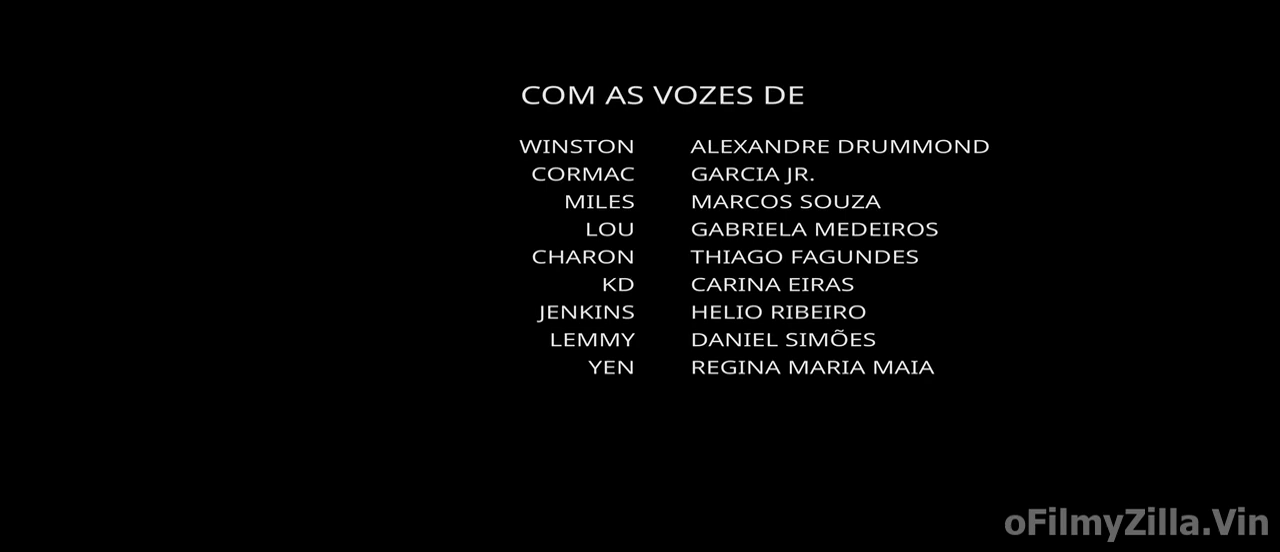 COM AS VOZES DE
WINSTON ALEXANDRE DRUMMOND
CORMAC GARCIA JR.
MILES MARCOS SOUZA
LOU GABRIELA MEDEIROS
CHARON THIAGO FAGUNDES
KD CARINA EIRAS
JENKINS HELIO RIBEIRO
LEMMY DANIEL SIMÕES
YEN REGINA MARIA MAIA
oFilmyZilla.Vin